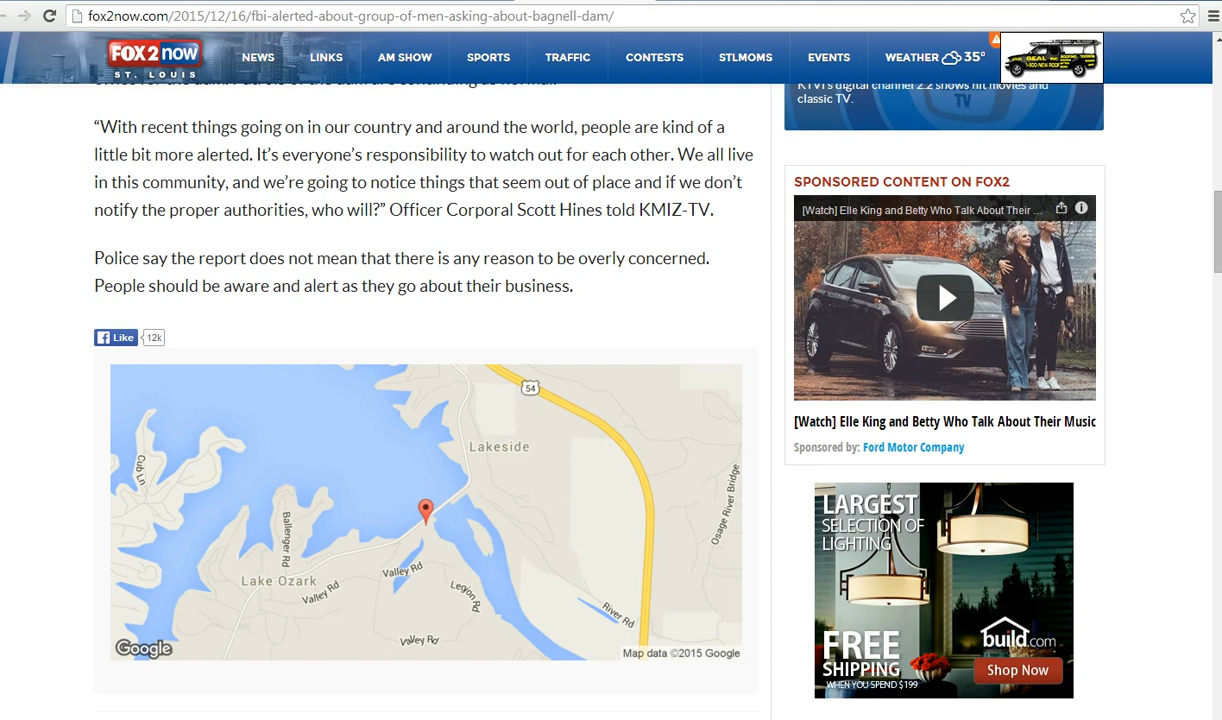 fox2now.com/2015/12/16/fbi-alerted-about-group-of-men-asking-about-bagnell-dam/
FOX 2 now
ST. LOUIS
NEWS
LINKS
AM SHOW
SPORTS
TRAFFIC
CONTESTS
STLMOMS
EVENTS
WEATHER 35°
“With recent things going on in our country and around the world, people are kind of a
little bit more alerted. It’s everyone’s responsibility to watch out for each other. We all live
in this community, and we’re going to notice things that seem out of place and if we don’t
notify the proper authorities, who will?” Officer Corporal Scott Hines told KMIZ-TV.
Police say the report does not mean that there is any reason to be overly concerned.
People should be aware and alert as they go about their business.
Like 12k
54
Lakeside
Cub Ln
Ballenger Rd
Osage River Bridge
Lake Ozark
Valley Rd
Valley Rd
Legion Rd
River Rd
Valley Rd
Google
Map data ©2015 Google
KTVI's digital channel 2.2 shows hit movies and
classic TV.
TV
SPONSORED CONTENT ON FOX2
[Watch] Elle King and Betty Who Talk About Their ...
[Watch] Elle King and Betty Who Talk About Their Music
Sponsored by: Ford Motor Company
LARGEST
SELECTION OF
LIGHTING
FREE
SHIPPING
WHEN YOU SPEND $199
build.com
Shop Now